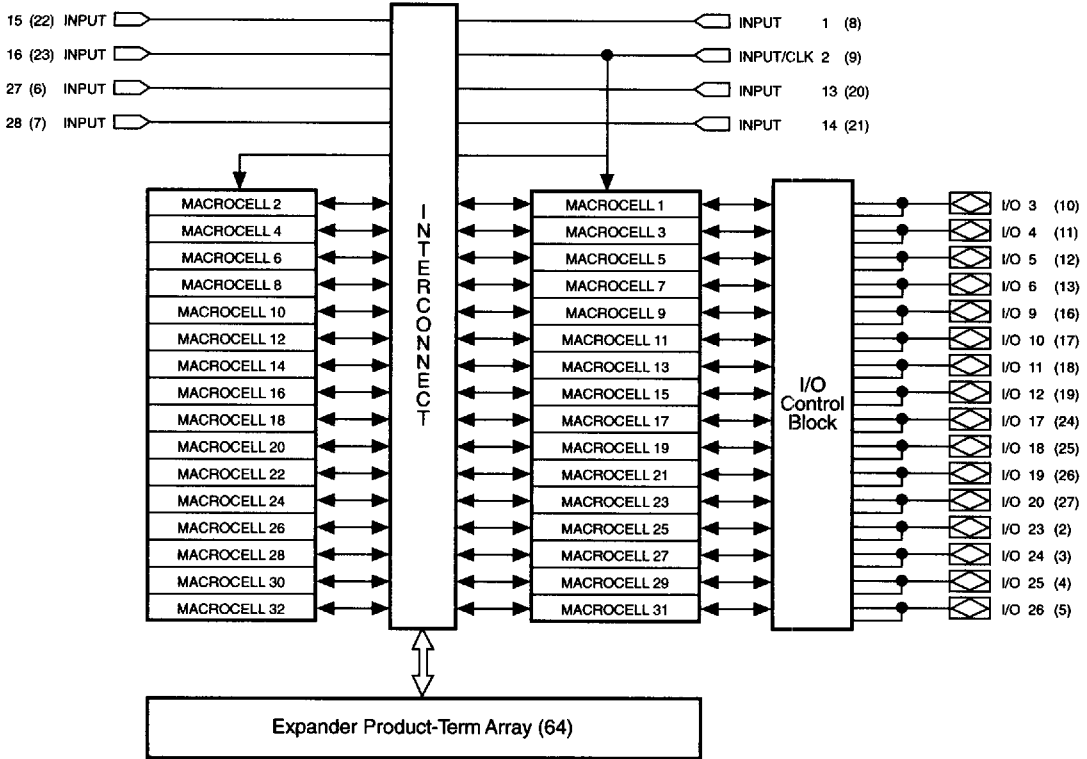 15 (22) INPUT
16 (23) INPUT
27 (6) INPUT
28 (7) INPUT
INPUT 1 (8)
INPUT/CLK 2 (9)
INPUT 13 (20)
INPUT 14 (21)
MACROCELL 2
MACROCELL 4
MACROCELL 6
MACROCELL 8
MACROCELL 10
MACROCELL 12
MACROCELL 14
MACROCELL 16
MACROCELL 18
MACROCELL 20
MACROCELL 22
MACROCELL 24
MACROCELL 26
MACROCELL 28
MACROCELL 30
MACROCELL 32
INTERCONNECT
MACROCELL 1
MACROCELL 3
MACROCELL 5
MACROCELL 7
MACROCELL 9
MACROCELL 11
MACROCELL 13
MACROCELL 15
MACROCELL 17
MACROCELL 19
MACROCELL 21
MACROCELL 23
MACROCELL 25
MACROCELL 27
MACROCELL 29
MACROCELL 31
I/O
Control
Block
I/O 3 (10)
I/O 4 (11)
I/O 5 (12)
I/O 6 (13)
I/O 9 (16)
I/O 10 (17)
I/O 11 (18)
I/O 12 (19)
I/O 17 (24)
I/O 18 (25)
I/O 19 (26)
I/O 20 (27)
I/O 23 (2)
I/O 24 (3)
I/O 25 (4)
I/O 26 (5)
Expander Product-Term Array (64)